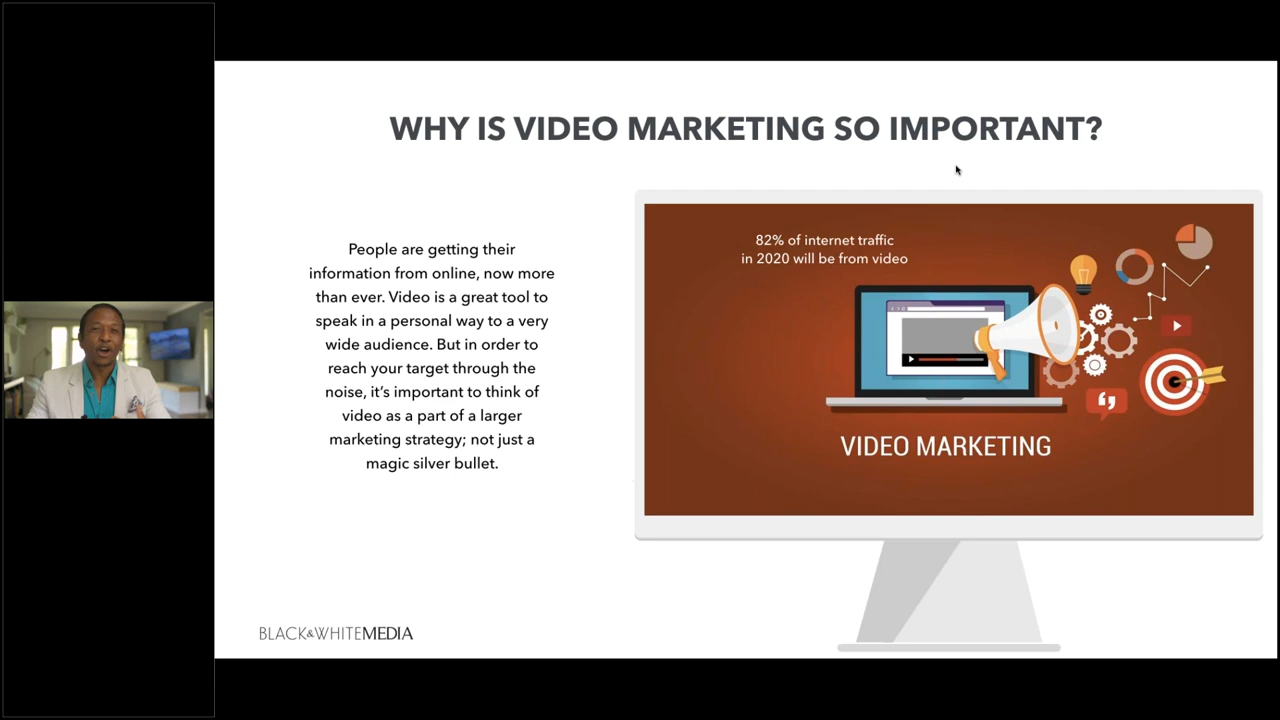 WHY IS VIDEO MARKETING SO IMPORTANT?
People are getting their
information from online, now more
than ever. Video is a great tool to
speak in a personal way to a very
wide audience. But in order to
reach your target through the
noise, it’s important to think of
video as a part of a larger
marketing strategy; not just a
magic silver bullet.
82% of internet traffic
in 2020 will be from video
VIDEO MARKETING
BLACK&WHITEMEDIA